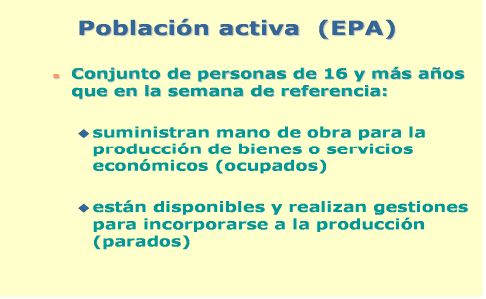 Población activa (EPA)
Conjunto de personas de 16 y más años
que en la semana de referencia:
suministran mano de obra para la
producción de bienes o servicios
económicos (ocupados)
están disponibles y realizan gestiones
para incorporarse a la producción
(parados)